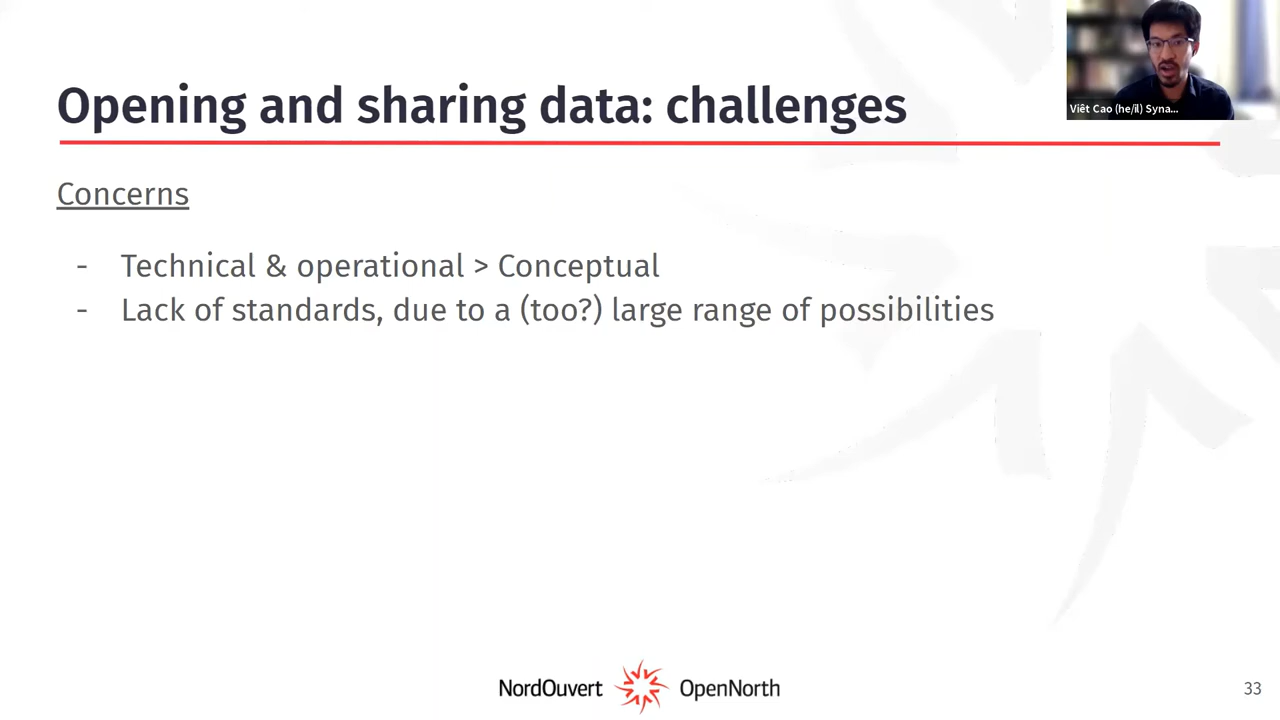 Opening and sharing data: challenges
Viêt Cao (he/il) Syna...
Concerns
- Technical & operational > Conceptual
- Lack of standards, due to a (too?) large range of possibilities
NordOuvert OpenNorth
33